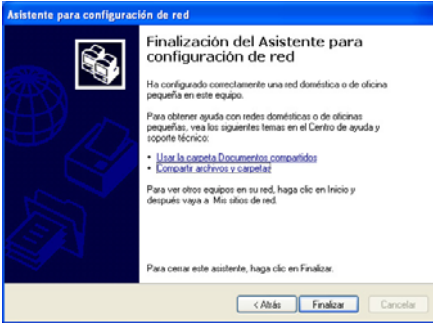 Asistente para configuración de red
Finalización del Asistente para
configuración de red
Ha configurado correctamente una red doméstica o de oficina
pequeña en este equipo.
Para obtener ayuda con redes domésticas o de oficinas
pequeñas, vea los siguientes temas en el Centro de ayuda y
soporte técnico:
• Usar la carpeta Documentos compartidos
• Compartir archivos y carpetas
Para ver otros equipos en su red, haga clic en Inicio y
después vaya a Mis sitios de red.
Para cerrar este asistente, haga clic en Finalizar.
< Atrás Finalizar Cancelar